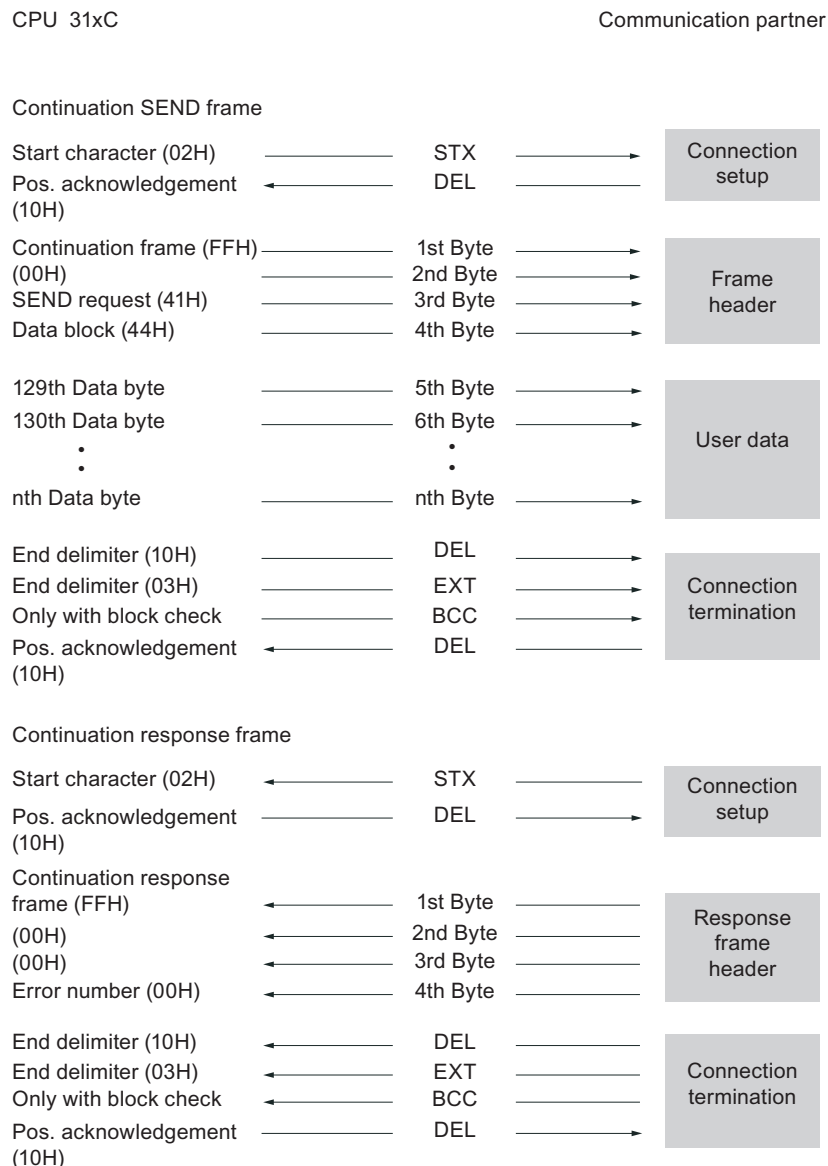 CPU 31xC Communication partner
Continuation SEND frame
Start character (02H) STX Connection setup
Pos. acknowledgement (10H) DEL
Continuation frame (FFH) 1st Byte Frame header
(00H) 2nd Byte
SEND request (41H) 3rd Byte
Data block (44H) 4th Byte
129th Data byte 5th Byte User data
130th Data byte 6th Byte
nth Data byte nth Byte
End delimiter (10H) DEL Connection termination
End delimiter (03H) EXT
Only with block check BCC
Pos. acknowledgement (10H) DEL
Continuation response frame
Start character (02H) STX Connection setup
Pos. acknowledgement (10H) DEL
Continuation response frame (FFH) 1st Byte Response frame header
(00H) 2nd Byte
(00H) 3rd Byte
Error number (00H) 4th Byte
End delimiter (10H) DEL Connection termination
End delimiter (03H) EXT
Only with block check BCC
Pos. acknowledgement (10H) DEL